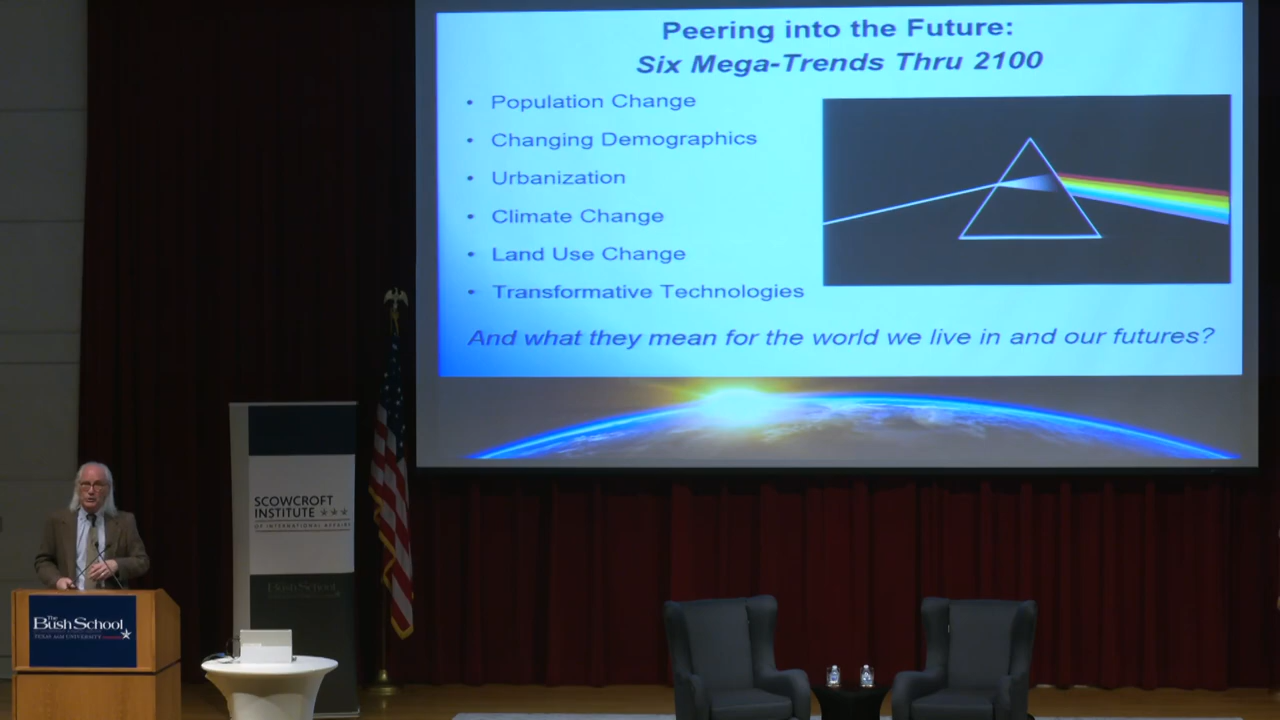 Peering into the Future:
Six Mega-Trends Thru 2100
• Population Change
• Changing Demographics
• Urbanization
• Climate Change
• Land Use Change
• Transformative Technologies
And what they mean for the world we live in and our futures?
SCOWCROFT
INSTITUTE
OF INTERNATIONAL AFFAIRS
The
Bush School
TEXAS A&M UNIVERSITY